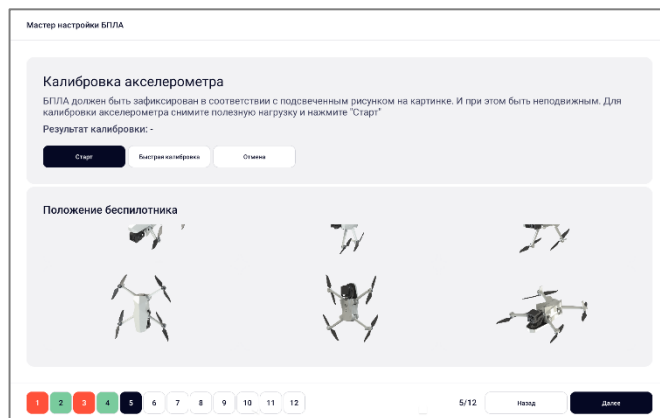 Мастер настройки БПЛА
Калибровка акселерометра
БПЛА должен быть зафиксирован в соответствии с подсвеченным рисунком на картинке. И при этом быть неподвижным. Для
калибровки акселерометра снимите полезную нагрузку и нажмите "Старт"
Результат калибровки: -
Старт Быстрая калибровка Отмена
Положение беспилотника
1 2 3 4 5 6 7 8 9 10 11 12 5/12 Назад Далее